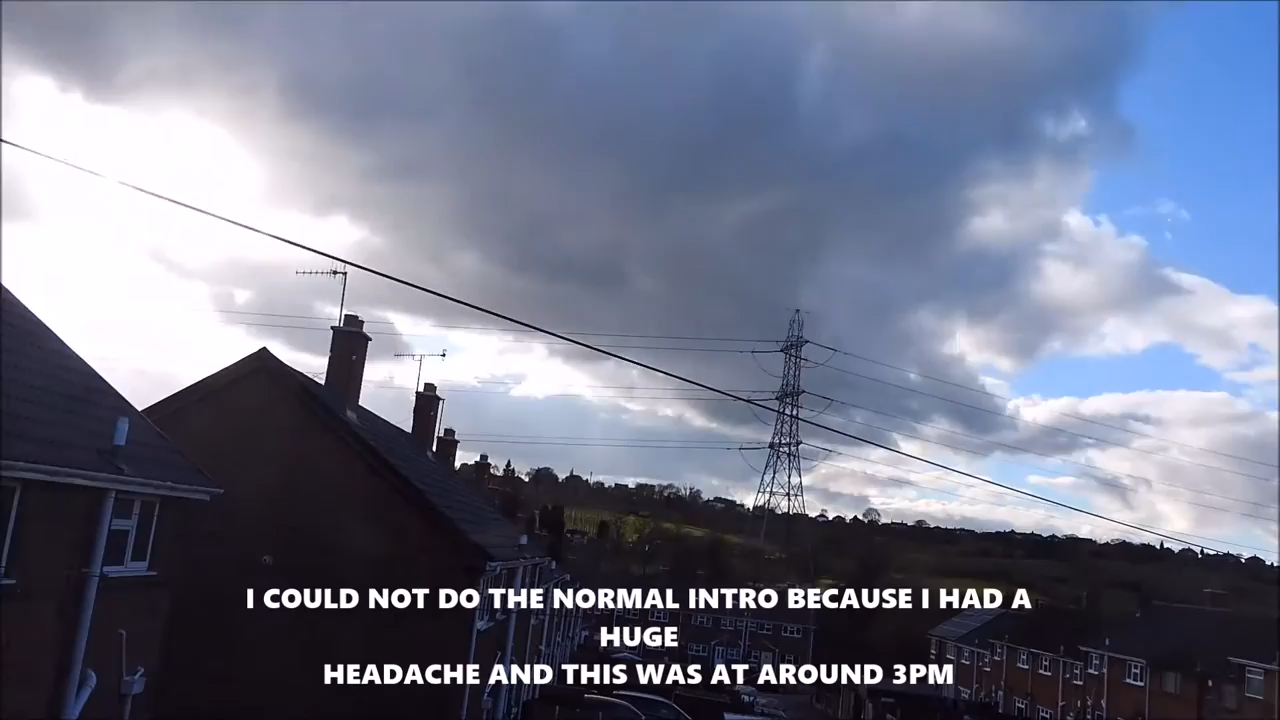 I COULD NOT DO THE NORMAL INTRO BECAUSE I HAD A
HUGE
HEADACHE AND THIS WAS AT AROUND 3PM